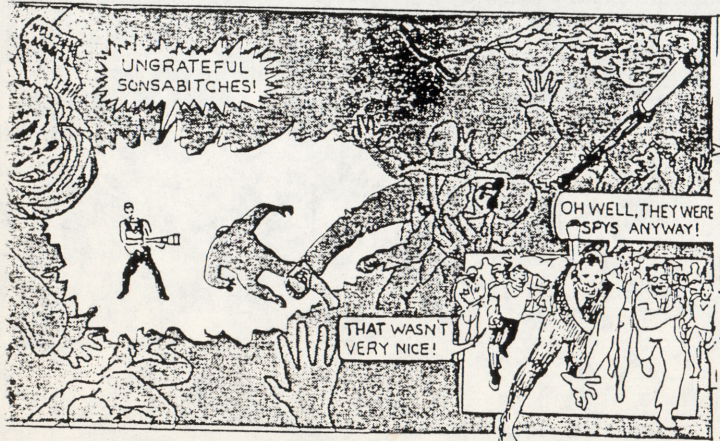 UNGRATEFUL
SONSABITCHES!
OH WELL, THEY WERE
SPYS ANYWAY!
THAT WASN'T
VERY NICE!